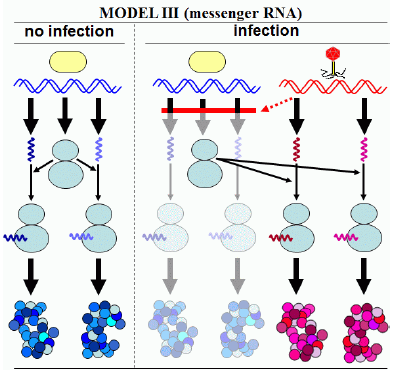 MODEL III (messenger RNA)
no infection
infection